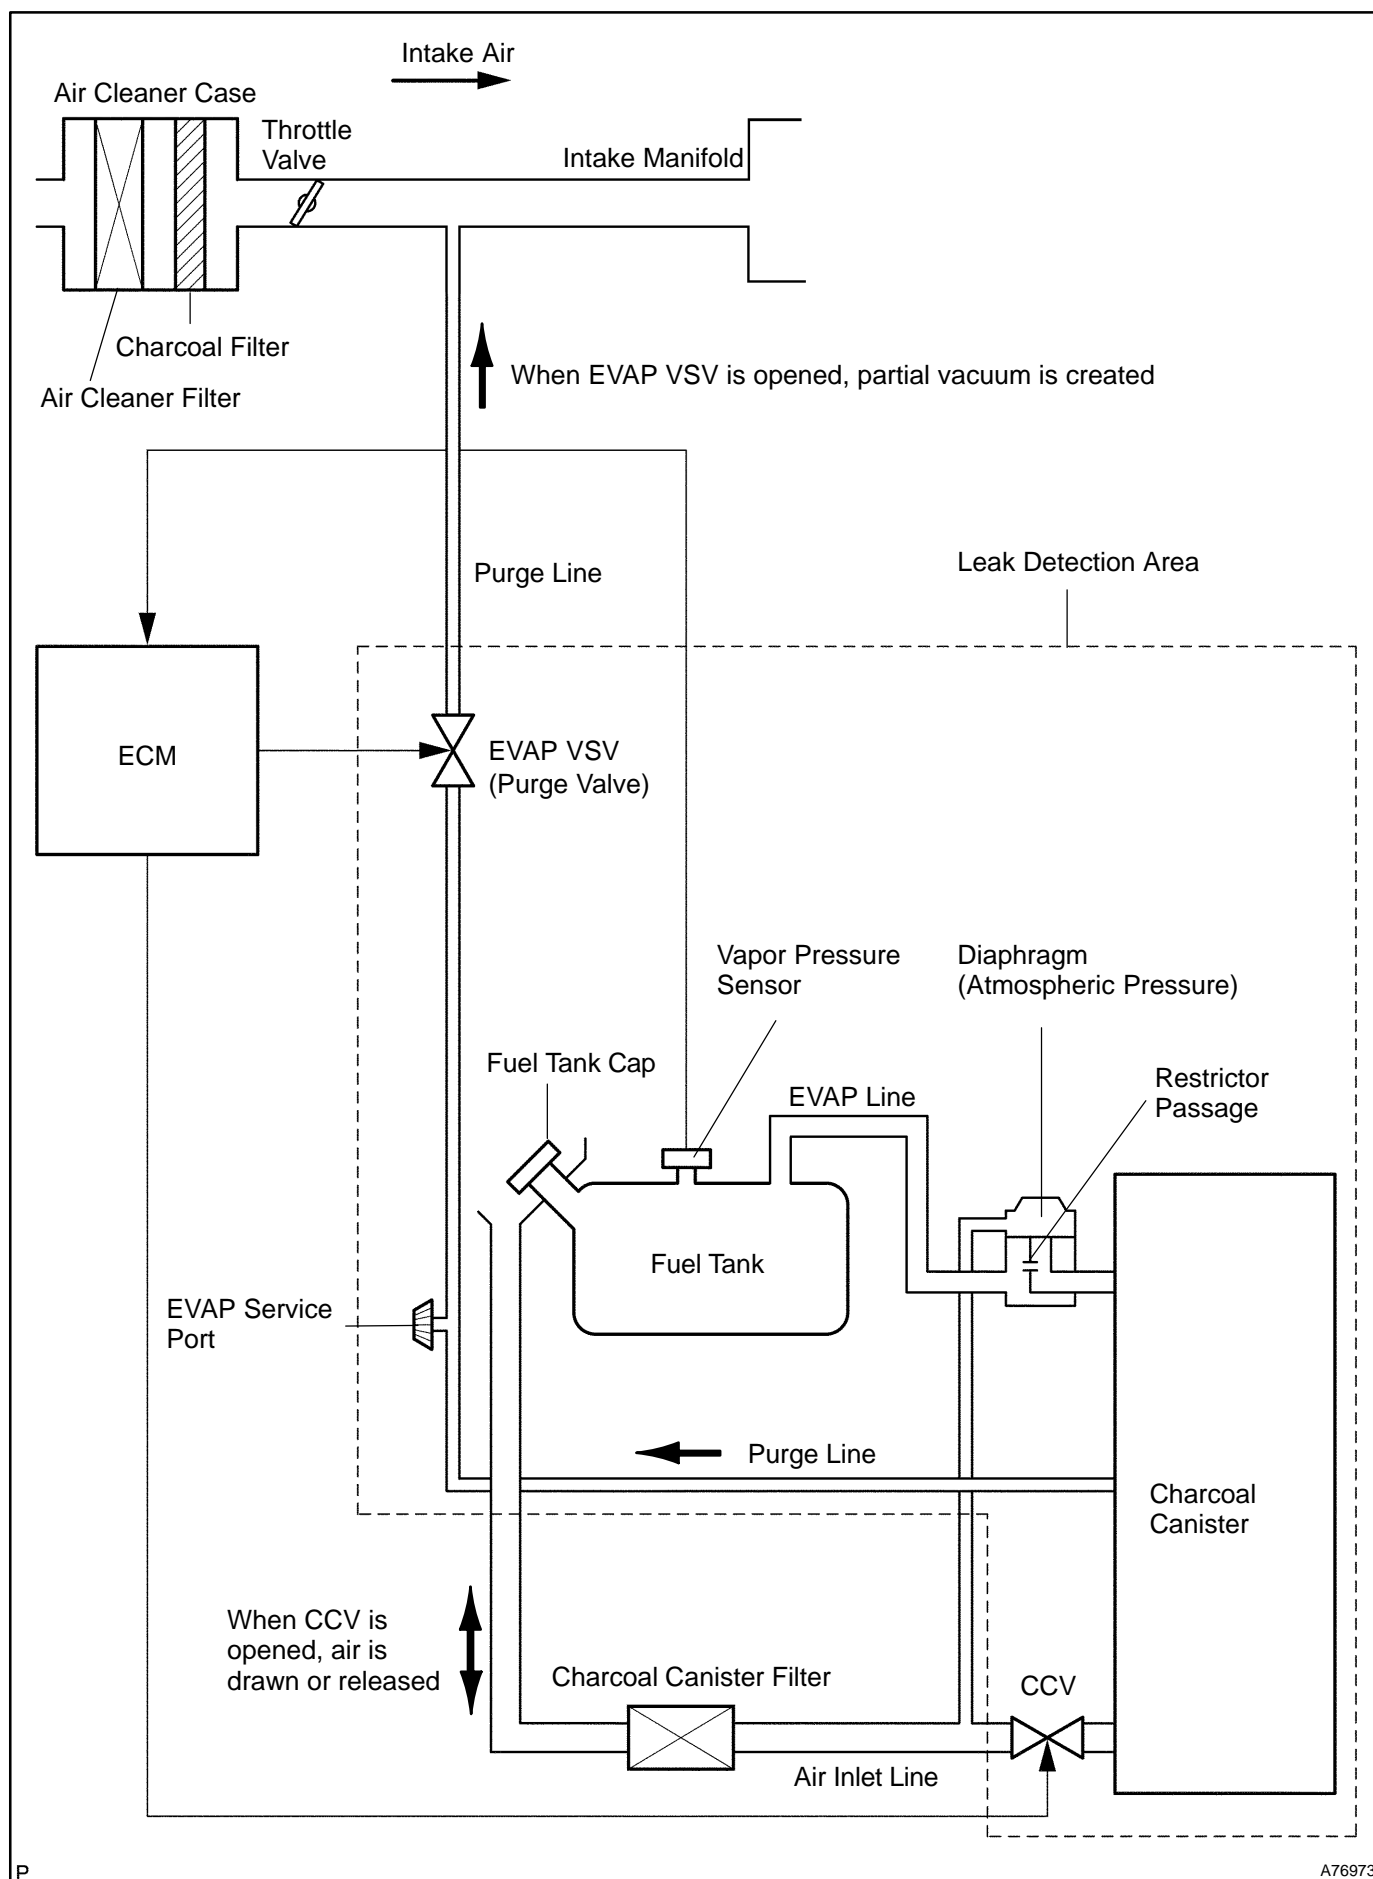 Intake Air
Air Cleaner Case
Throttle
Valve
Intake Manifold
Charcoal Filter
Air Cleaner Filter
When EVAP VSV is opened, partial vacuum is created
Purge Line
Leak Detection Area
ECM
EVAP VSV
(Purge Valve)
Vapor Pressure
Sensor
Diaphragm
(Atmospheric Pressure)
Fuel Tank Cap
EVAP Line
Restrictor
Passage
Fuel Tank
EVAP Service
Port
Purge Line
Charcoal
Canister
When CCV is
opened, air is
drawn or released
Charcoal Canister Filter
CCV
Air Inlet Line
P
A76973